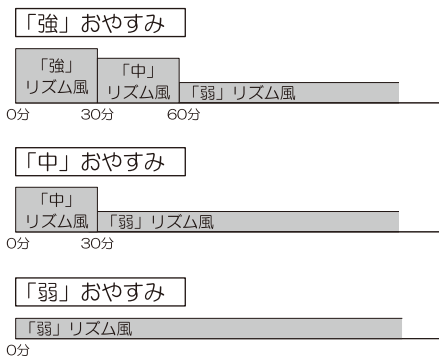 「強」おやすみ
「強」
リズム風
「中」
リズム風
「弱」リズム風
0分 30分 60分
「中」おやすみ
「中」
リズム風
「弱」リズム風
0分 30分
「弱」おやすみ
「弱」リズム風
0分